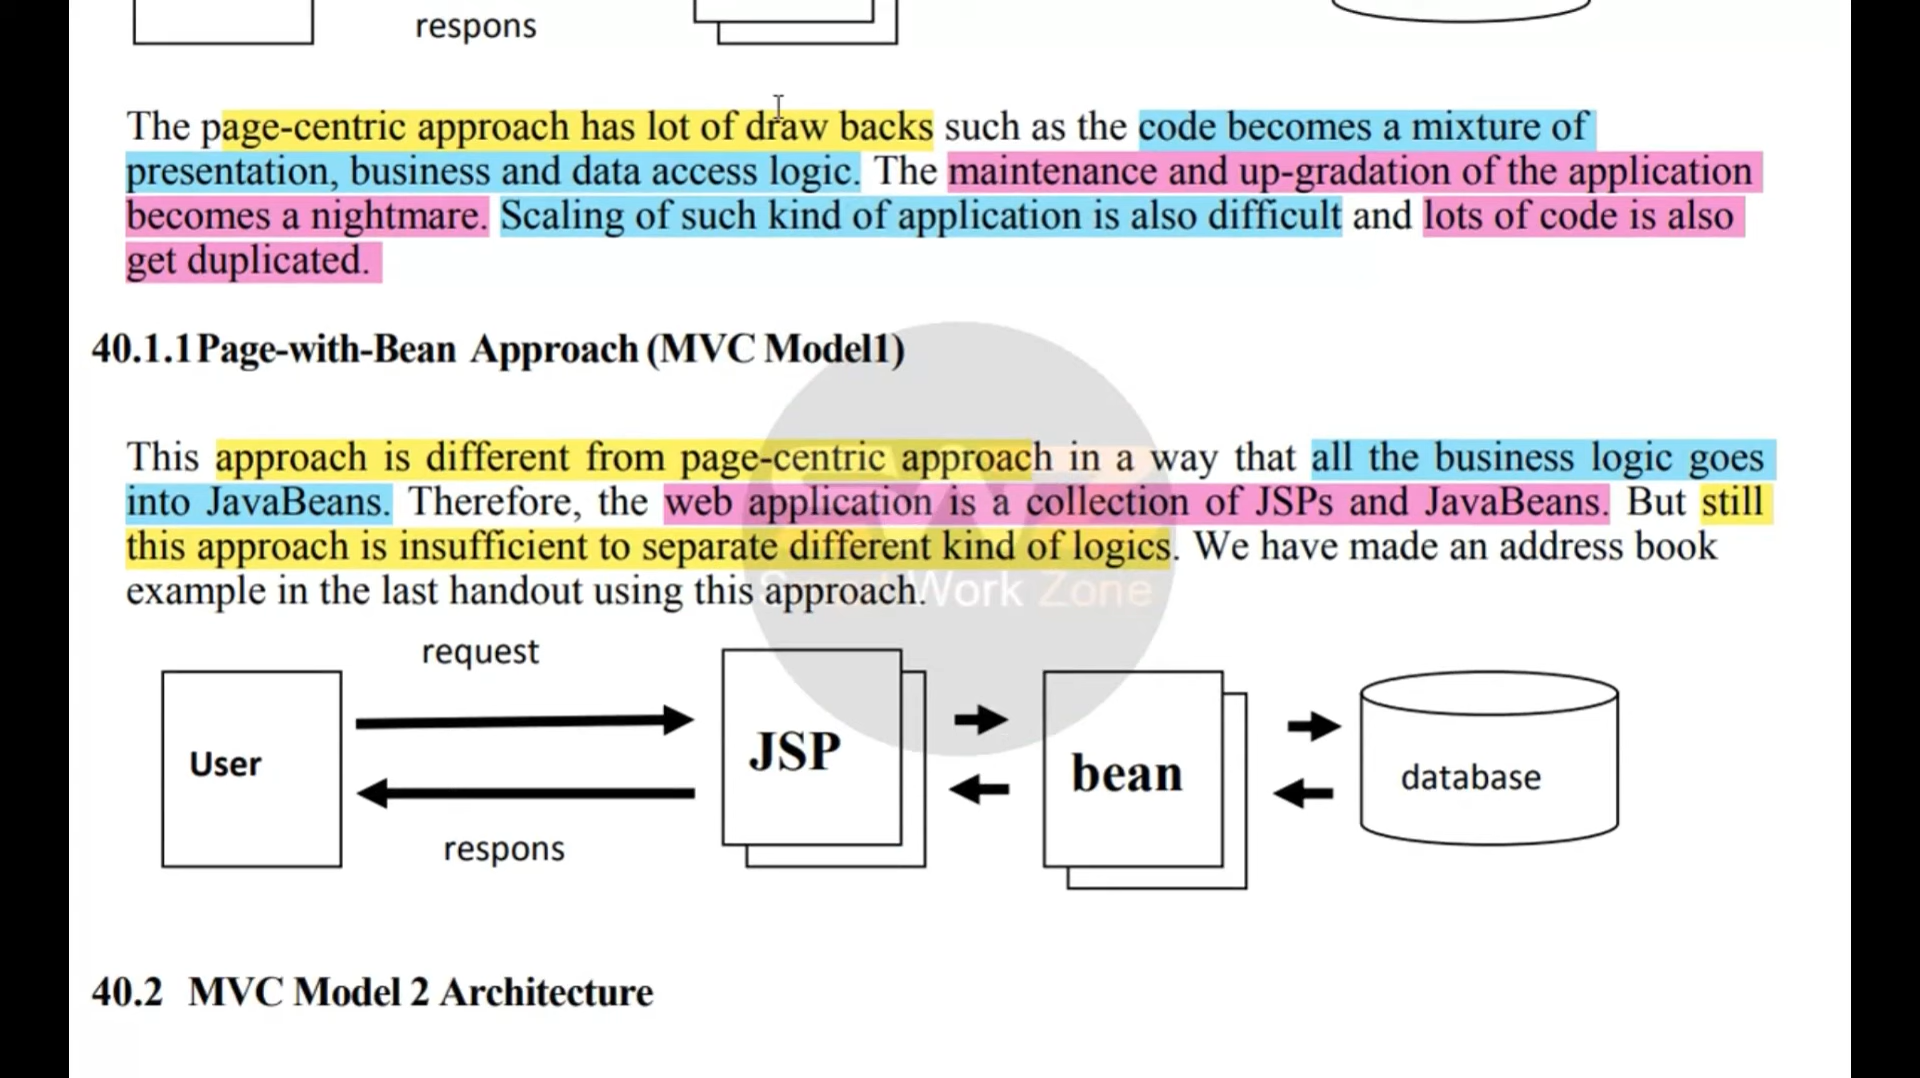 respons
The page-centric approach has lot of draw backs such as the code becomes a mixture of
presentation, business and data access logic. The maintenance and up-gradation of the application
becomes a nightmare. Scaling of such kind of application is also difficult and lots of code is also
get duplicated.
40.1.1Page-with-Bean Approach (MVC Model1)
This approach is different from page-centric approach in a way that all the business logic goes
into JavaBeans. Therefore, the web application is a collection of JSPs and JavaBeans. But still
this approach is insufficient to separate different kind of logics. We have made an address book
example in the last handout using this approach.
Work Zone
request
User
JSP
bean
database
respons
40.2 MVC Model 2 Architecture